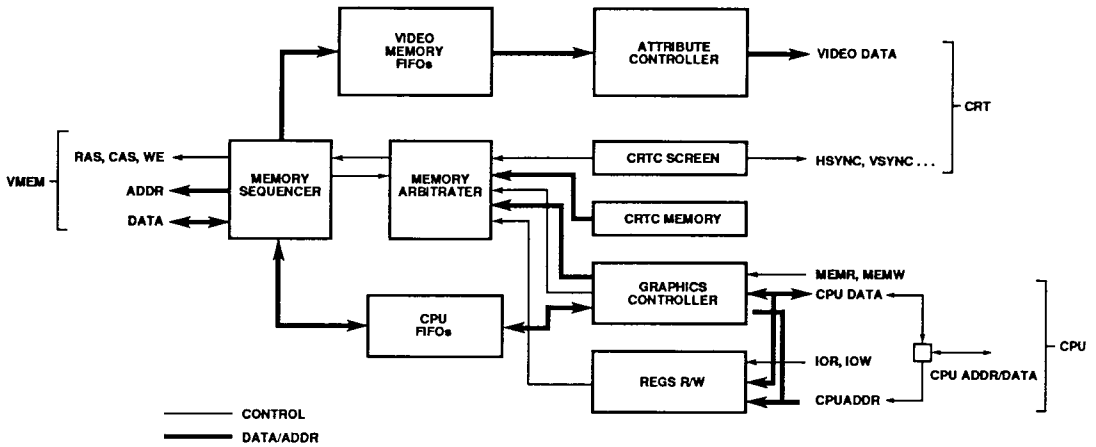 VIDEO
MEMORY
FIFOs
ATTRIBUTE
CONTROLLER
VIDEO DATA
CRT
VMEM
RAS, CAS, WE
ADDR
DATA
MEMORY
SEQUENCER
MEMORY
ARBITRATER
CRTC SCREEN
HSYNC, VSYNC ...
CRTC MEMORY
GRAPHICS
CONTROLLER
MEMR, MEMW
CPU DATA
CPU
FIFOs
REGS R/W
IOR, IOW
CPUADDR
CPU ADDR/DATA
CPU
CONTROL
DATA/ADDR